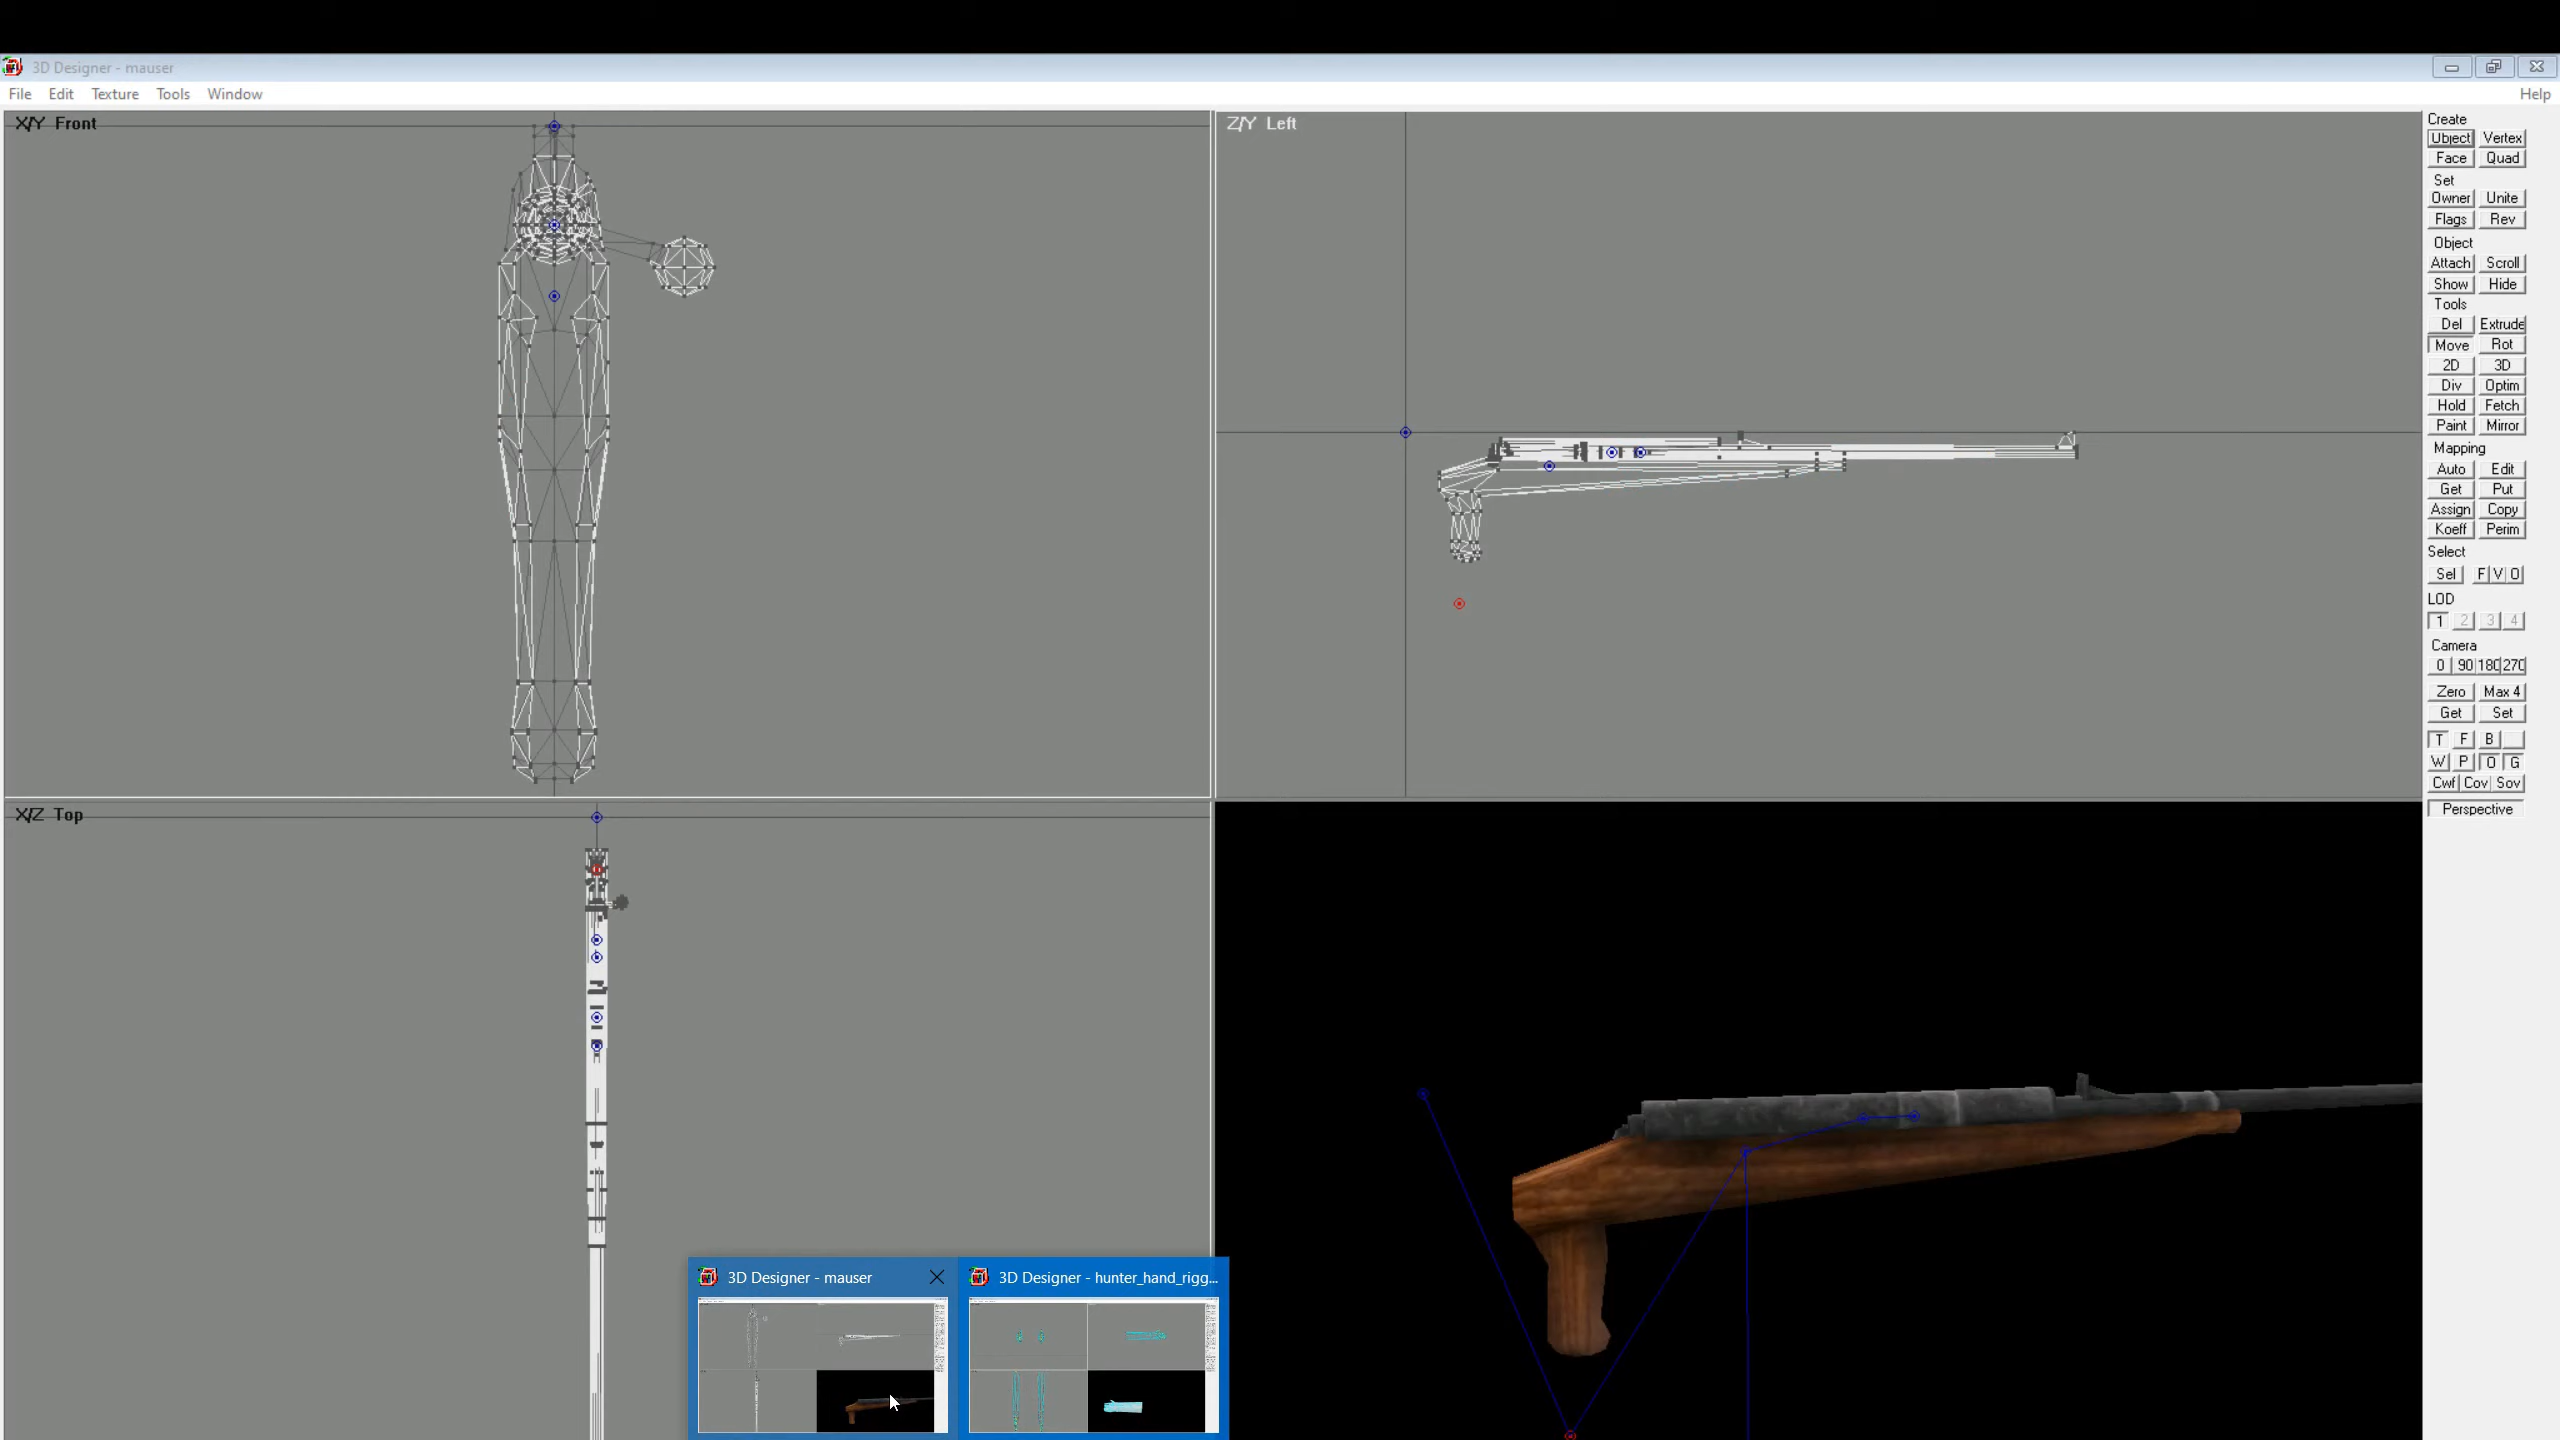 3D Designer - mauser
File Edit Texture Tools Window Help
X/Y Front
Z/Y Left
X/Z Top
Create
Object Vertex
Face Quad
Set
Owner Unite
Flags Rev
Object
Attach Scroll
Show Hide
Tools
Del Extrude
Move Rot
2D 3D
Div Optim
Hold Fetch
Paint Mirror
Mapping
Auto Edit
Get Put
Assign Copy
Koeff Perim
Select
Sel F V O
LOD
1 2 3 4
Camera
0 90 180 270
Zero Max 4
Get Set
T F B
W P O G
Cwf Cov Sov
Perspective
3D Designer - mauser
3D Designer - hunter_hand_rigg...